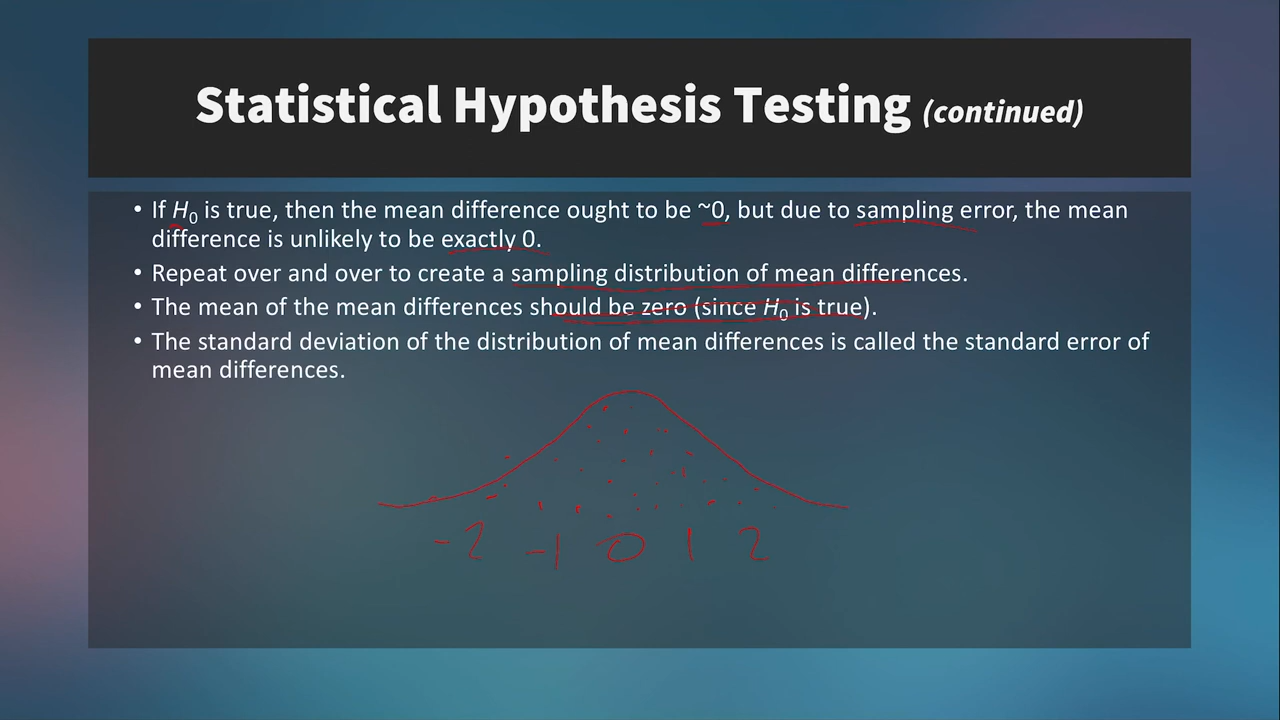 Statistical Hypothesis Testing (continued)
• If H₀ is true, then the mean difference ought to be ~0, but due to sampling error, the mean
difference is unlikely to be exactly 0.
• Repeat over and over to create a sampling distribution of mean differences.
• The mean of the mean differences should be zero (since H₀ is true).
• The standard deviation of the distribution of mean differences is called the standard error of
mean differences.
-2 -1 0 1 2